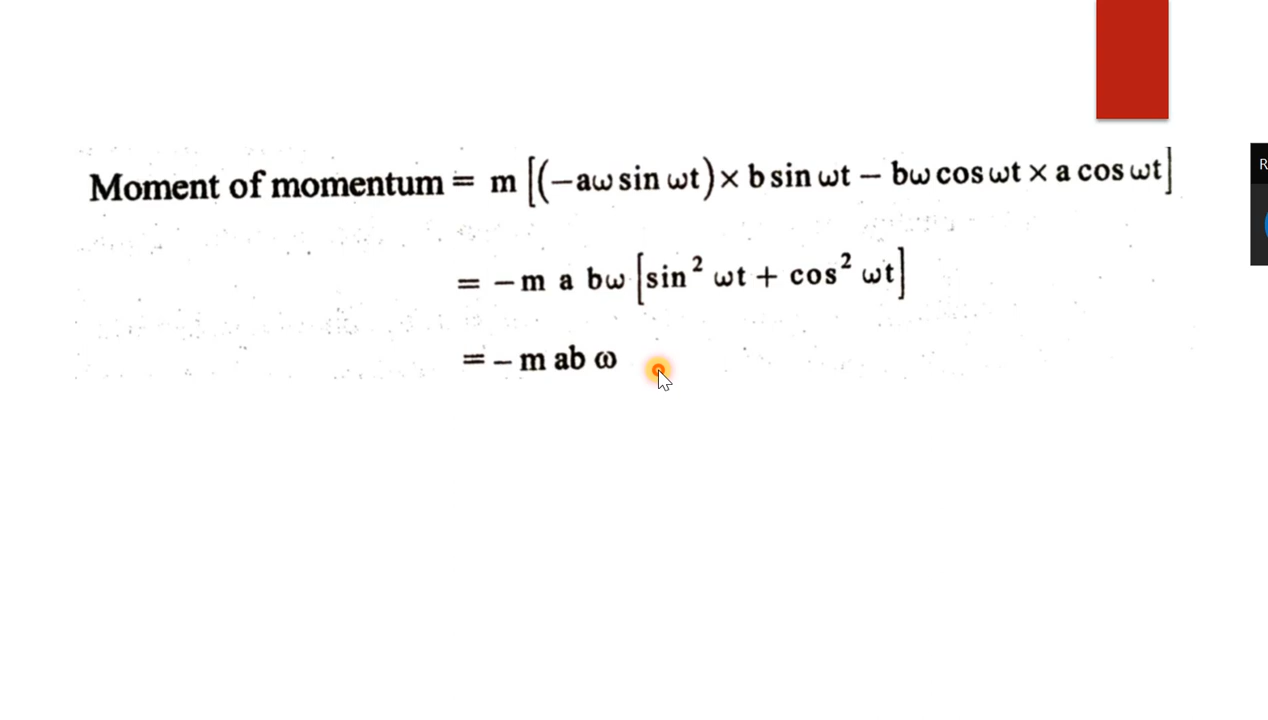 Moment of momentum = m [(−aω sin ωt) × b sin ωt − bω cos ωt × a cos ωt]
= −m a bω [sin² ωt + cos² ωt]
= − m ab ω
R